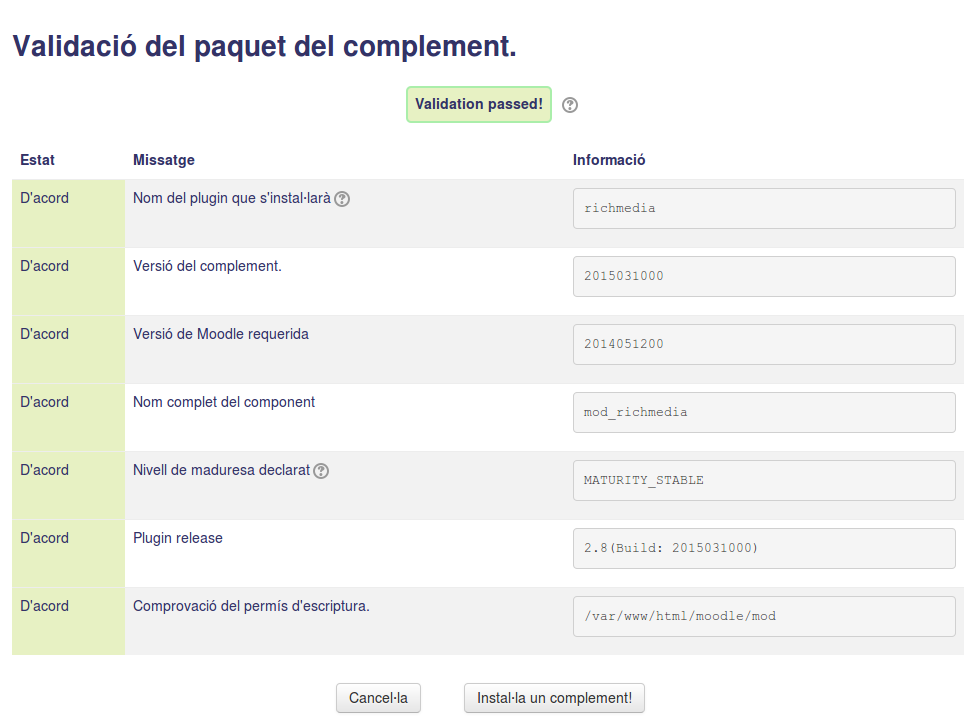 Validació del paquet del complement.
Validation passed!
Estat Missatge Informació
D'acord Nom del plugin que s'instal·larà richmedia
D'acord Versió del complement. 2015031000
D'acord Versió de Moodle requerida 2014051200
D'acord Nom complet del component mod_richmedia
D'acord Nivell de maduresa declarat MATURITY_STABLE
D'acord Plugin release 2.8(Build: 2015031000)
D'acord Comprovació del permís d'escriptura. /var/www/html/moodle/mod
Cancel·la Instal·la un complement!